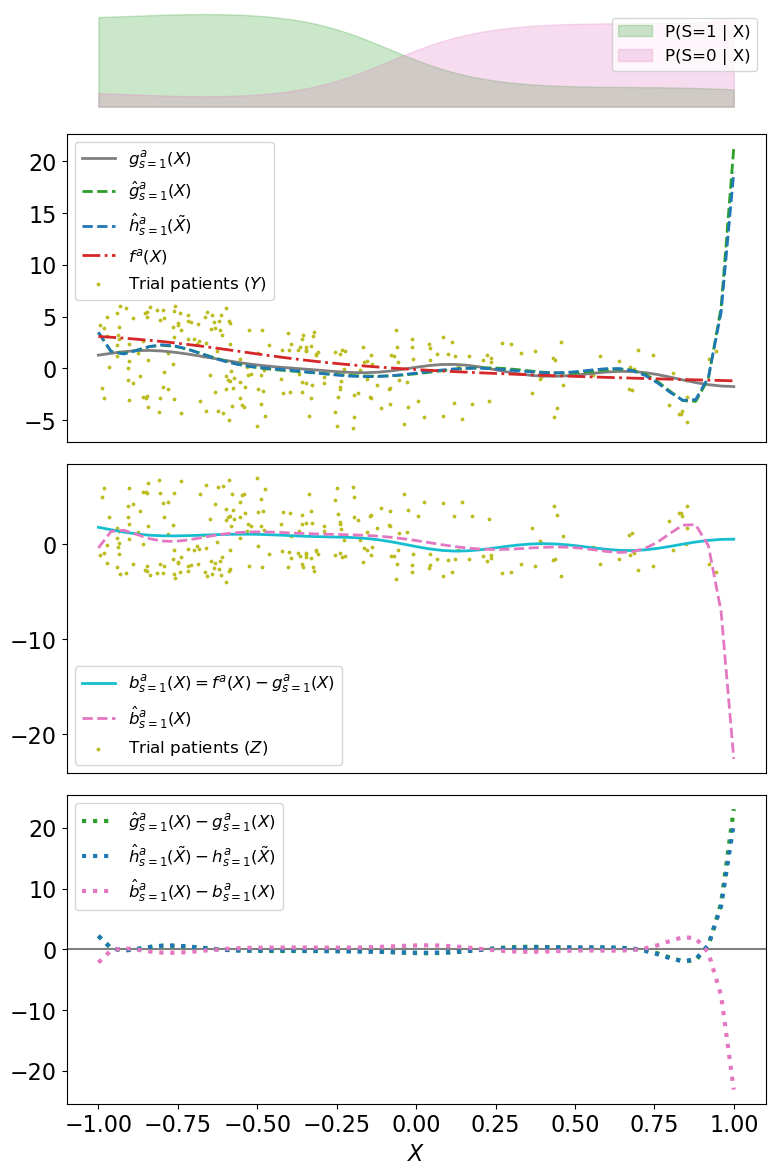 P(S=1 | X)
P(S=0 | X)
20
15
10
5
0
−5
$g^a_{s=1}(X)$
$\hat{g}^a_{s=1}(X)$
$\hat{h}^a_{s=1}(\tilde{X})$
$f^a(X)$
Trial patients (Y)
0
−10
−20
$b^a_{s=1}(X) = f^a(X) - g^a_{s=1}(X)$
$\hat{b}^a_{s=1}(X)$
Trial patients (Z)
20
10
0
−10
−20
$\hat{g}^a_{s=1}(X) - g^a_{s=1}(X)$
$\hat{h}^a_{s=1}(\tilde{X}) - h^a_{s=1}(\tilde{X})$
$\hat{b}^a_{s=1}(X) - b^a_{s=1}(X)$
−1.00 −0.75 −0.50 −0.25 0.00 0.25 0.50 0.75 1.00
X